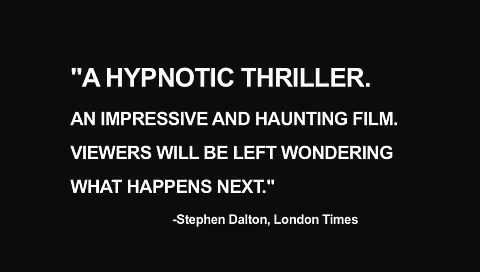 "A HYPNOTIC THRILLER.
AN IMPRESSIVE AND HAUNTING FILM.
VIEWERS WILL BE LEFT WONDERING
WHAT HAPPENS NEXT."
-Stephen Dalton, London Times